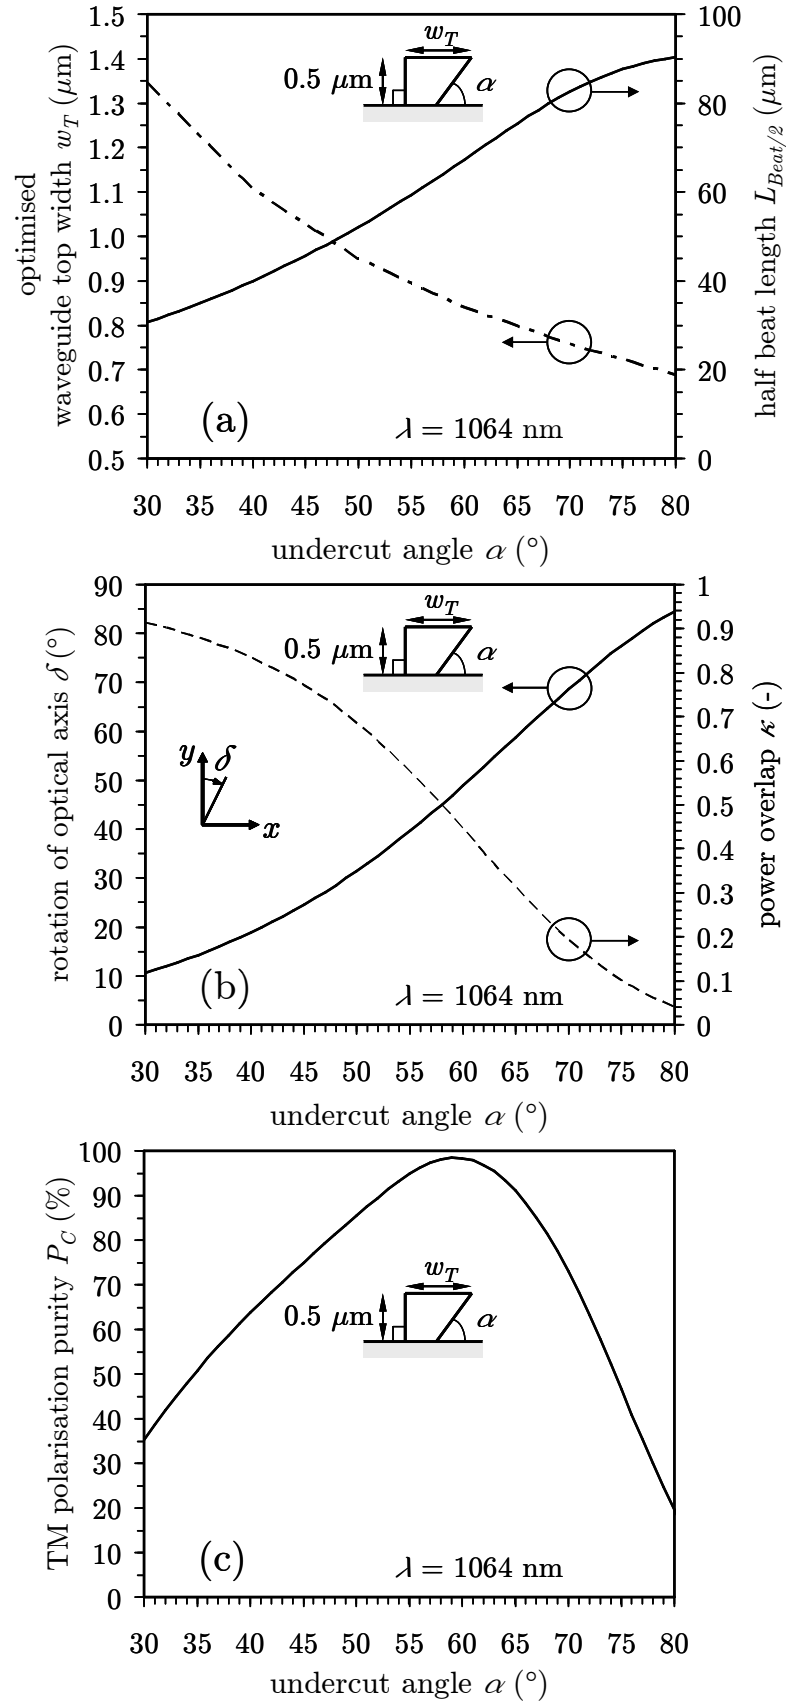 optimised
waveguide top width w_T (μm)
1.5
1.4
1.3
1.2
1.1
1.0
0.9
0.8
0.7
0.6
0.5
w_T
0.5 μm
α
100
80
60
40
20
0
half beat length L_Beat/2 (μm)
(a)
λ = 1064 nm
30 35 40 45 50 55 60 65 70 75 80
undercut angle α (°)
rotation of optical axis δ (°)
90
80
70
60
50
40
30
20
10
0
w_T
0.5 μm
α
y
δ
x
1
0.9
0.8
0.7
0.6
0.5
0.4
0.3
0.2
0.1
0
power overlap κ (-)
(b)
λ = 1064 nm
30 35 40 45 50 55 60 65 70 75 80
undercut angle α (°)
TM polarisation purity P_C (%)
100
90
80
70
60
50
40
30
20
10
0
w_T
0.5 μm
α
(c)
λ = 1064 nm
30 35 40 45 50 55 60 65 70 75 80
undercut angle α (°)